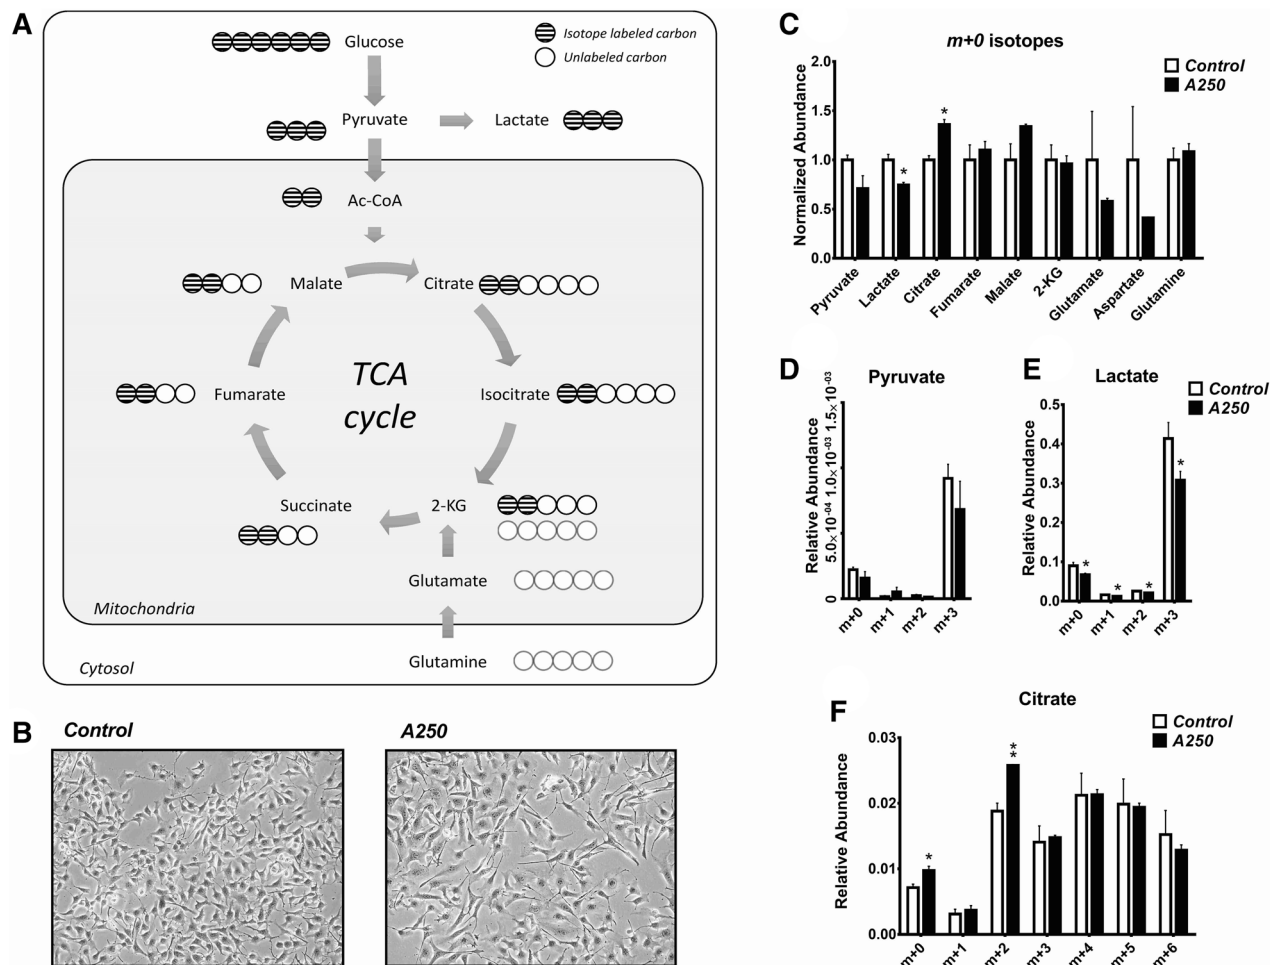 A
Glucose
Isotope labeled carbon
Unlabeled carbon
Pyruvate
Lactate
Ac-CoA
Malate
Citrate
TCA
cycle
Fumarate
Isocitrate
Succinate
2-KG
Glutamate
Mitochondria
Glutamine
Cytosol
B
Control
A250
C
m+0 isotopes
Control
A250
Normalized Abundance
2.0
1.5
1.0
0.5
0.0
*
*
Pyruvate
Lactate
Citrate
Fumarate
Malate
2-KG
Glutamate
Aspartate
Glutamine
D
Pyruvate
Relative Abundance
1.5×10-03
1.0×10-03
5.0×10-04
0
m+0
m+1
m+2
m+3
E
Lactate
Control
A250
Relative Abundance
0.5
0.4
0.3
0.2
0.1
0.0
*
*
*
*
m+0
m+1
m+2
m+3
F
Citrate
Control
A250
Relative Abundance
0.03
0.02
0.01
0.00
*
**
m+0
m+1
m+2
m+3
m+4
m+5
m+6